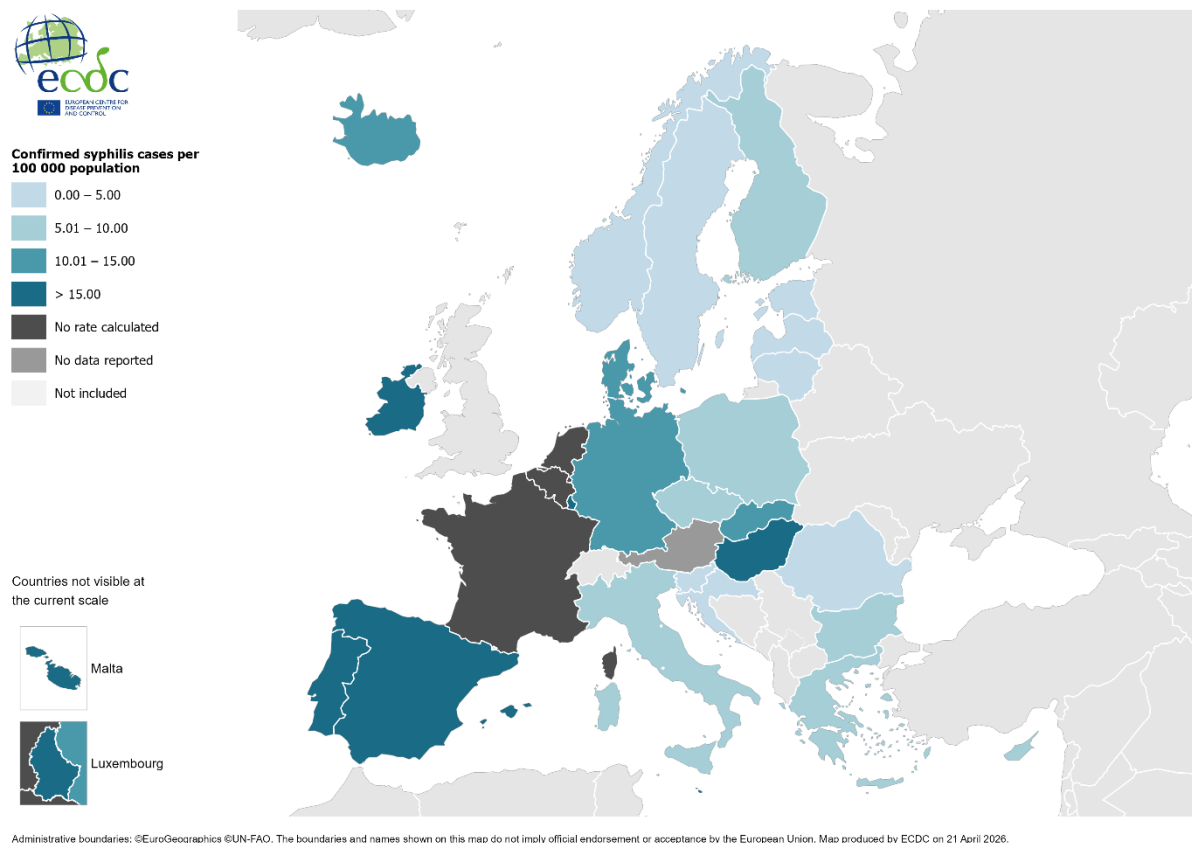 ecdc
EUROPEAN CENTRE FOR
DISEASE PREVENTION
AND CONTROL
Confirmed syphilis cases per
100 000 population
0.00 – 5.00
5.01 – 10.00
10.01 – 15.00
> 15.00
No rate calculated
No data reported
Not included
Countries not visible at
the current scale
Malta
Luxembourg
Administrative boundaries: ©EuroGeographics ©UN-FAO. The boundaries and names shown on this map do not imply official endorsement or acceptance by the European Union. Map produced by ECDC on 21 April 2026.